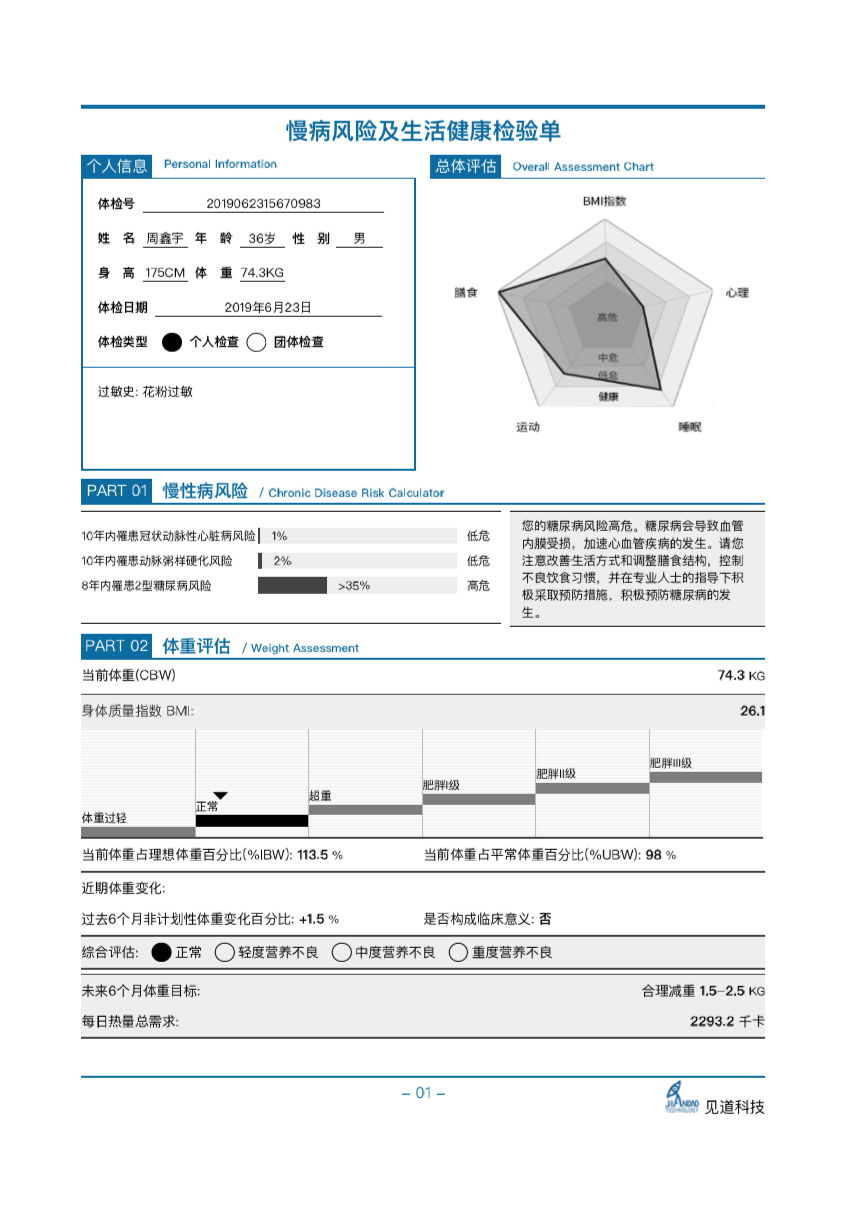 慢病风险及生活健康检验单
个人信息 Personal Information
体检号 2019062315670983
姓 名 周鑫宇 年 龄 36岁 性 别 男
身 高 175CM 体 重 74.3KG
体检日期 2019年6月23日
体检类型 个人检查 团体检查
过敏史: 花粉过敏
总体评估 Overall Assessment Chart
BMI指数
膳食
心理
高危
中危
低危
健康
运动
睡眠
PART 01 慢性病风险 / Chronic Disease Risk Calculator
10年内罹患冠状动脉性心脏病风险 1% 低危
10年内罹患动脉粥样硬化风险 2% 低危
8年内罹患2型糖尿病风险 >35% 高危
您的糖尿病风险高危。糖尿病会导致血管
内膜受损，加速心血管疾病的发生。请您
注意改善生活方式和调整膳食结构，控制
不良饮食习惯，并在专业人士的指导下积
极采取预防措施，积极预防糖尿病的发
生。
PART 02 体重评估 / Weight Assessment
当前体重(CBW) 74.3 KG
身体质量指数 BMI: 26.1
体重过轻
正常
超重
肥胖I级
肥胖II级
肥胖III级
当前体重占理想体重百分比(%IBW): 113.5 % 当前体重占平常体重百分比(%UBW): 98 %
近期体重变化:
过去6个月非计划性体重变化百分比: +1.5 % 是否构成临床意义: 否
综合评估: 正常 轻度营养不良 中度营养不良 重度营养不良
未来6个月体重目标: 合理减重 1.5–2.5 KG
每日热量总需求: 2293.2 千卡
– 01 –
JIANDAO
TECHNOLOGY
见道科技